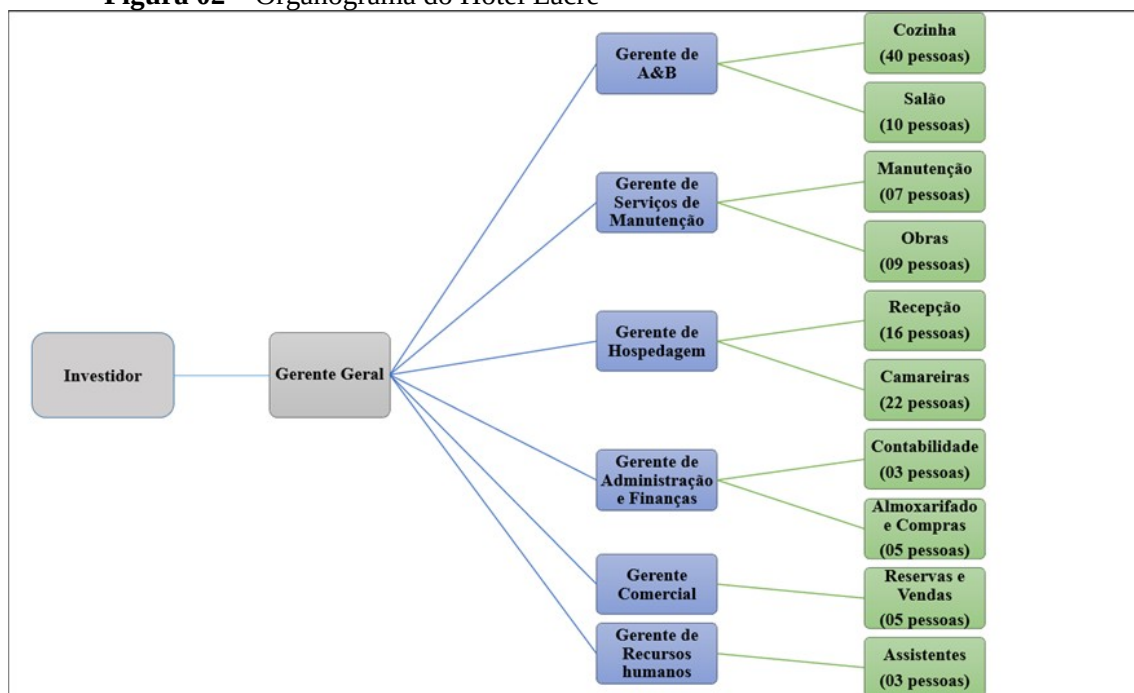 Figura 02 – Organograma do Hotel Lacre
Gerente de
A&B
Cozinha
(40 pessoas)
Salão
(10 pessoas)
Gerente de
Serviços de
Manutenção
Manutenção
(07 pessoas)
Obras
(09 pessoas)
Investidor
Gerente Geral
Gerente de
Hospedagem
Recepção
(16 pessoas)
Camareiras
(22 pessoas)
Gerente de
Administração
e Finanças
Contabilidade
(03 pessoas)
Almoxarifado
e Compras
(05 pessoas)
Gerente
Comercial
Reservas e
Vendas
(05 pessoas)
Gerente de
Recursos
humanos
Assistentes
(03 pessoas)